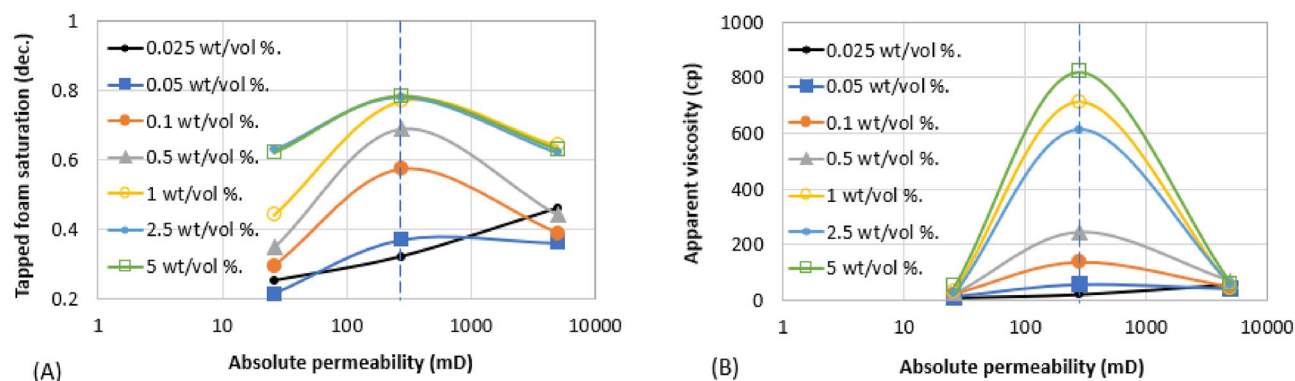 1
0.8
0.6
0.4
0.2
Tapped foam saturation (dec.)
0.025 wt/vol %.
0.05 wt/vol %.
0.1 wt/vol %.
0.5 wt/vol %.
1 wt/vol %.
2.5 wt/vol %.
5 wt/vol %.
1 10 100 1000 10000
Absolute permeability (mD)
(A)
1000
800
600
400
200
0
Apparent viscosity (cp)
0.025 wt/vol %.
0.05 wt/vol %.
0.1 wt/vol %.
0.5 wt/vol %.
1 wt/vol %.
2.5 wt/vol %.
5 wt/vol %.
1 10 100 1000 10000
Absolute permeability (mD)
(B)